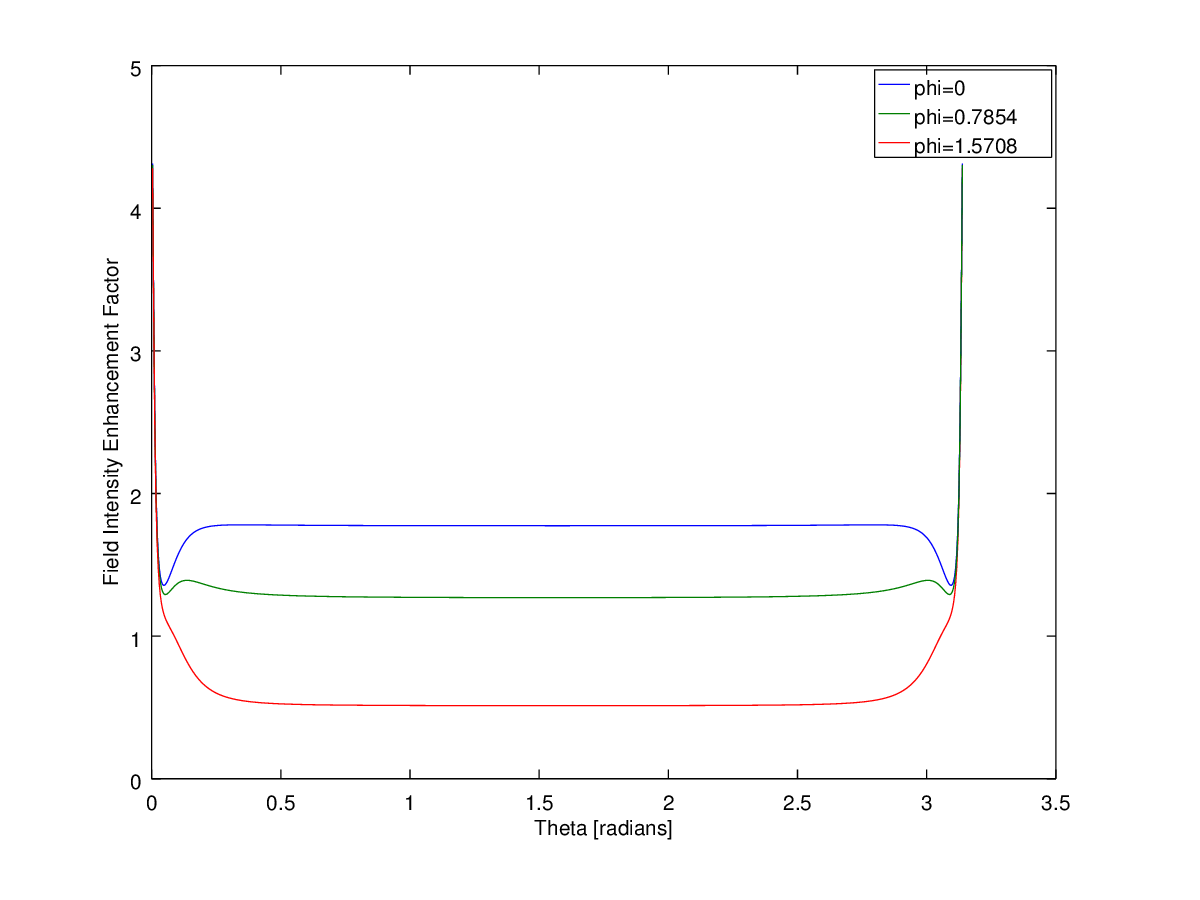 5
4
3
2
1
0
0
0.5
1
1.5
2
2.5
3
3.5
Field Intensity Enhancement Factor
Theta [radians]
phi=0
phi=0.7854
phi=1.5708